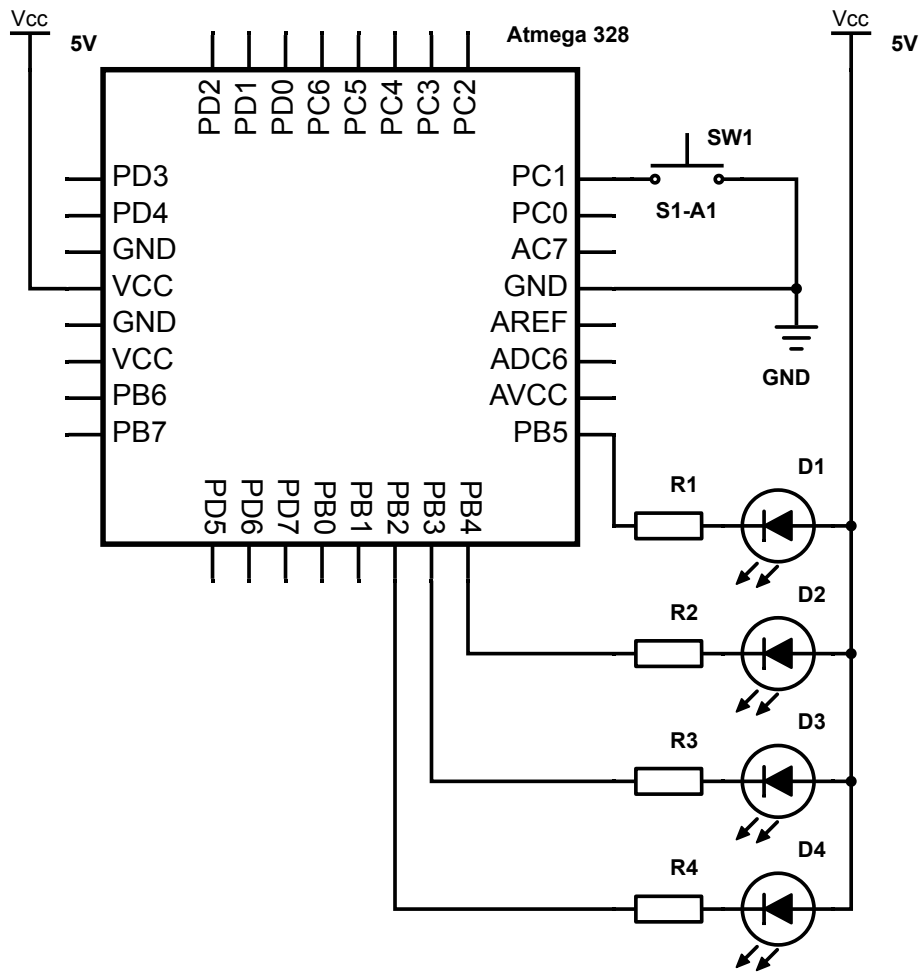 Vcc
5V
Atmega 328
Vcc
5V
PD2
PD1
PD0
PC6
PC5
PC4
PC3
PC2
PD3
PD4
GND
VCC
GND
VCC
PB6
PB7
PC1
PC0
AC7
GND
AREF
ADC6
AVCC
PB5
PD5
PD6
PD7
PB0
PB1
PB2
PB3
PB4
SW1
S1-A1
GND
R1
D1
R2
D2
R3
D3
R4
D4